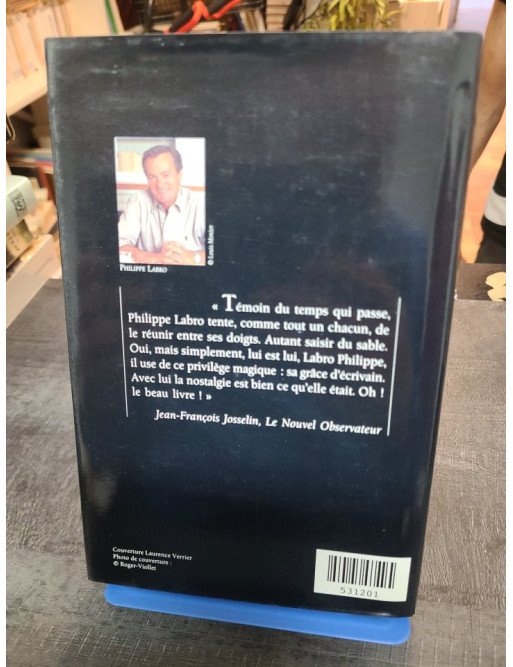 © Louis Monier
PHILIPPE LABRO
« Témoin du temps qui passe,
Philippe Labro tente, comme tout un chacun, de
le réunir entre ses doigts. Autant saisir du sable.
Oui, mais simplement, lui est lui, Labro Philippe,
il use de ce privilège magique : sa grâce d'écrivain.
Avec lui la nostalgie est bien ce qu'elle était. Oh !
le beau livre ! »
Jean-François Josselin, Le Nouvel Observateur
Couverture Laurence Verrier
Photo de couverture :
© Roger-Viollet
531201